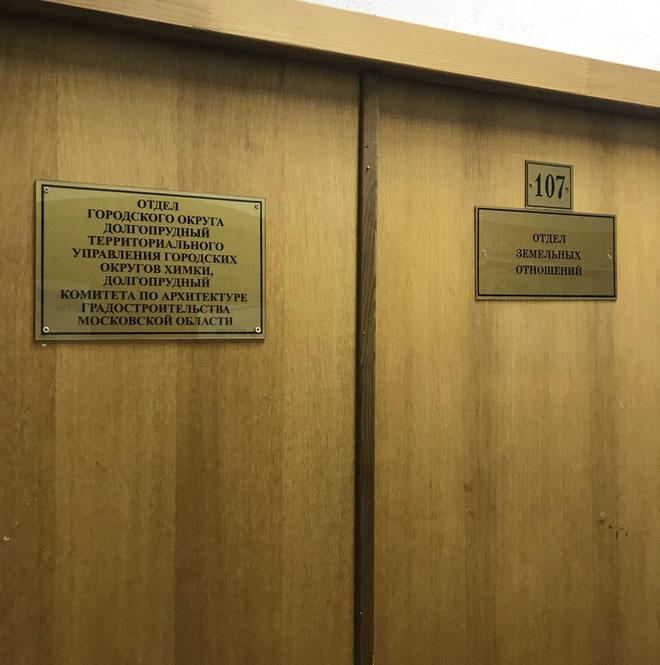 ОТДЕЛ
ГОРОДСКОГО ОКРУГА
ДОЛГОПРУДНЫЙ
ТЕРРИТОРИАЛЬНОГО
УПРАВЛЕНИЯ ГОРОДСКИХ
ОКРУГОВ ХИМКИ,
ДОЛГОПРУДНЫЙ
КОМИТЕТА ПО АРХИТЕКТУРЕ
ГРАДОСТРОИТЕЛЬСТВА
МОСКОВСКОЙ ОБЛАСТИ
107
ОТДЕЛ
ЗЕМЕЛЬНЫХ
ОТНОШЕНИЙ